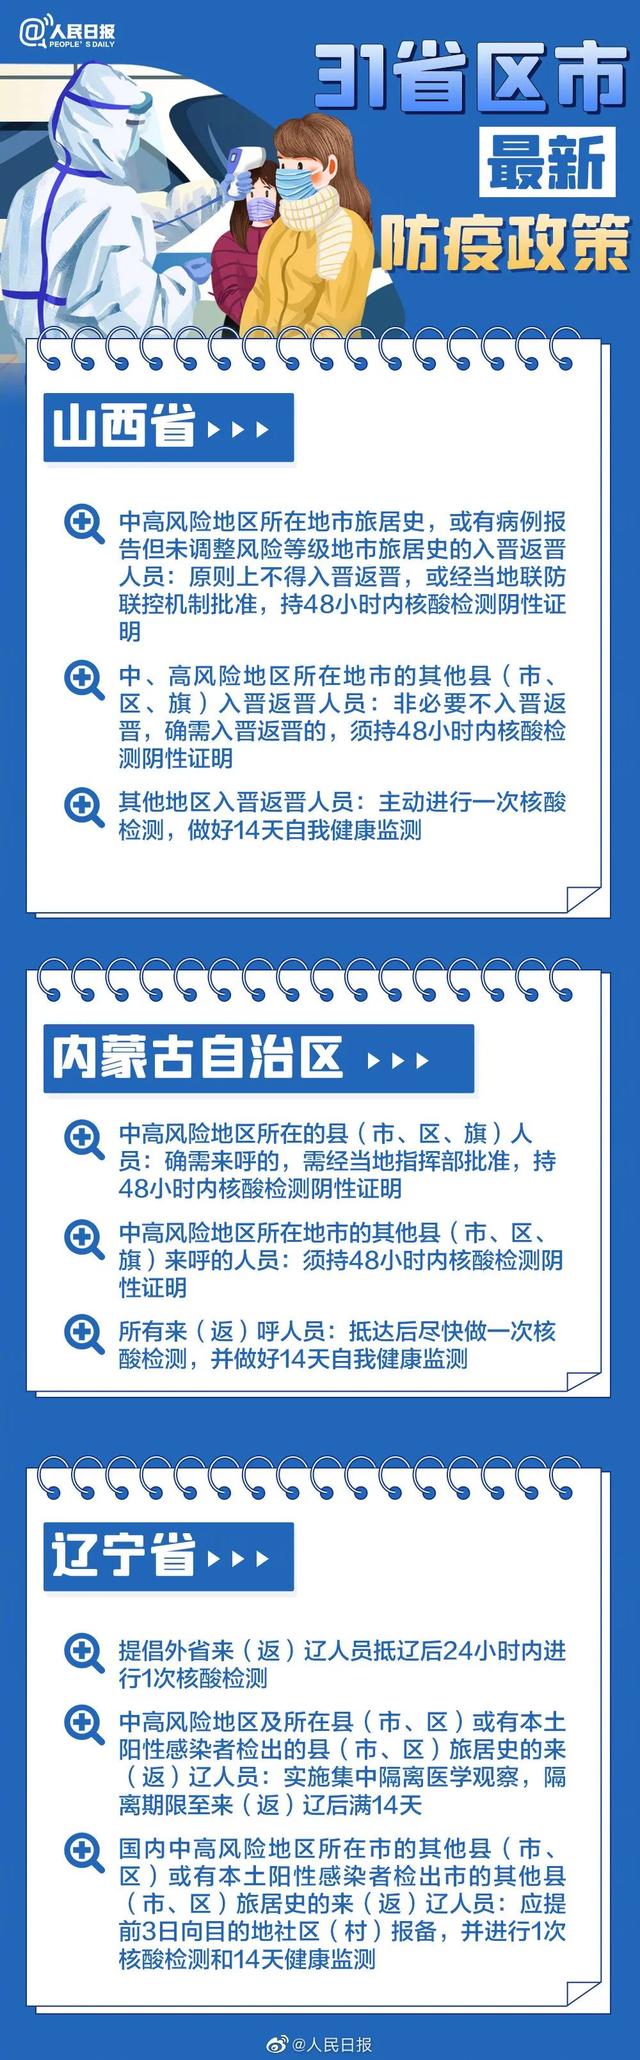 @人民日报
PEOPLE'S DAILY
31省区市
最新
防疫政策
山西省
中高风险地区所在地市旅居史，或有病例报
告但未调整风险等级地市旅居史的入晋返晋
人员：原则上不得入晋返晋，或经当地联防
联控机制批准，持48小时内核酸检测阴性证
明
中、高风险地区所在地市的其他县（市、
区、旗）入晋返晋人员：非必要不入晋返
晋，确需入晋返晋的，须持48小时内核酸检
测阴性证明
其他地区入晋返晋人员：主动进行一次核酸
检测，做好14天自我健康监测
内蒙古自治区
中高风险地区所在的县（市、区、旗）人
员：确需来呼的，需经当地指挥部批准，持
48小时内核酸检测阴性证明
中高风险地区所在地市的其他县（市、区、
旗）来呼的人员：须持48小时内核酸检测阴
性证明
所有来（返）呼人员：抵达后尽快做一次核
酸检测，并做好14天自我健康监测
辽宁省
提倡外省来（返）辽人员抵辽后24小时内进
行1次核酸检测
中高风险地区及所在县（市、区）或有本土
阳性感染者检出的县（市、区）旅居史的来
（返）辽人员：实施集中隔离医学观察，隔
离期限至来（返）辽后满14天
国内中高风险地区所在市的其他县（市、
区）或有本土阳性感染者检出市的其他县
（市、区）旅居史的来（返）辽人员：应提
前3日向目的地社区（村）报备，并进行1次
核酸检测和14天健康监测
@人民日报